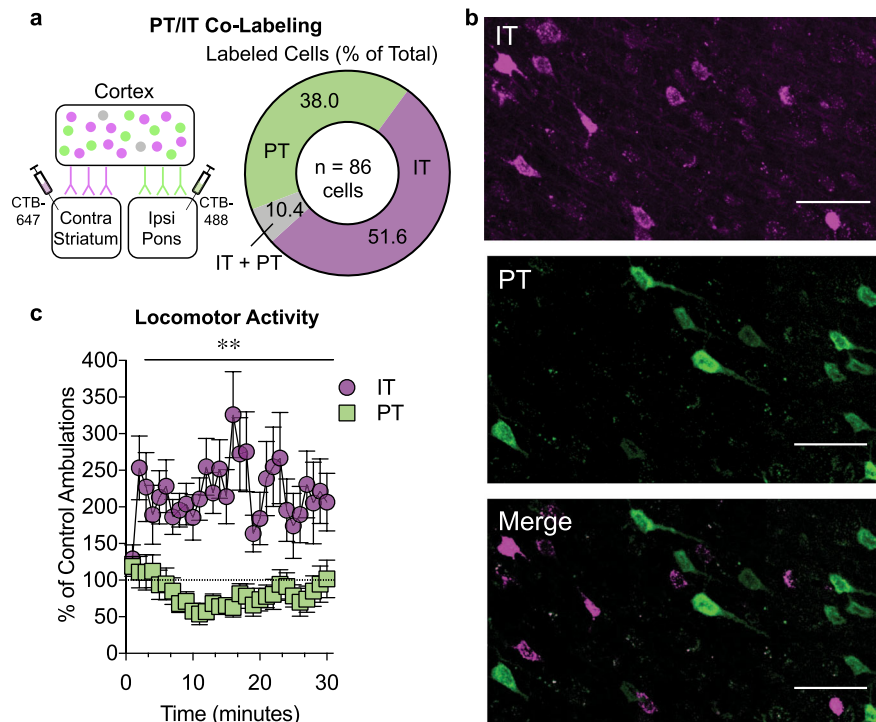 a
PT/IT Co-Labeling
Labeled Cells (% of Total)
Cortex
CTB-
647
Contra
Striatum
Ipsi
Pons
CTB-
488
38.0
PT
IT
n = 86
cells
10.4
IT + PT
51.6
b
IT
PT
Merge
c
Locomotor Activity
**
IT
PT
% of Control Ambulations
400
350
300
250
200
150
100
50
0
0
10
20
30
Time (minutes)